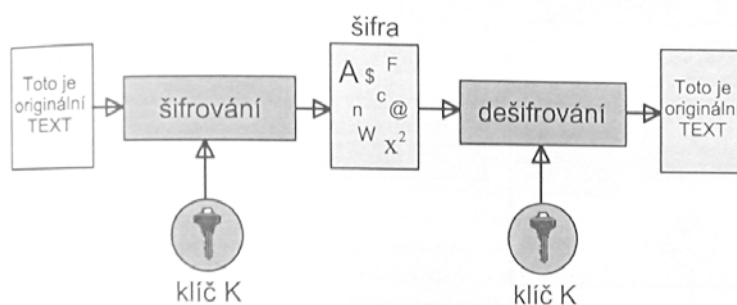 šifra
Toto je
originální
TEXT
šifrování
A $ F
n c @
W X²
dešifrování
Toto je
originální
TEXT
klíč K
klíč K